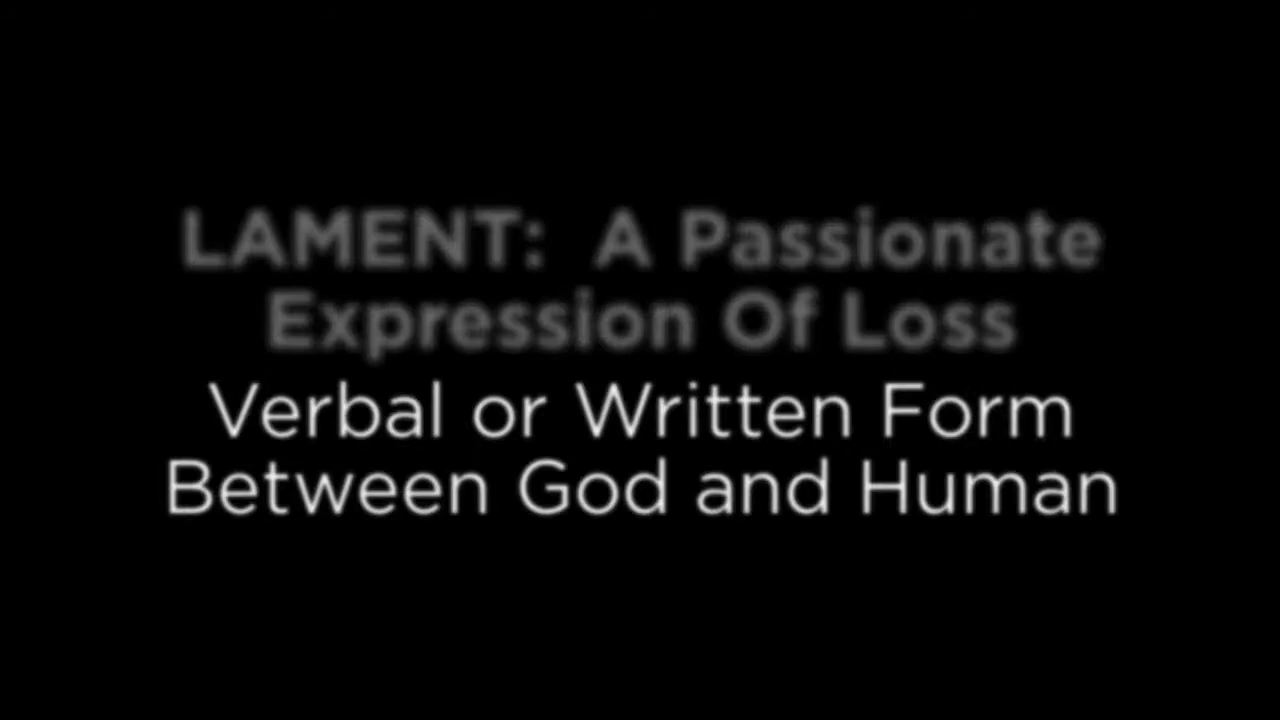 LAMENT: A Passionate
Expression Of Loss
Verbal or Written Form
Between God and Human